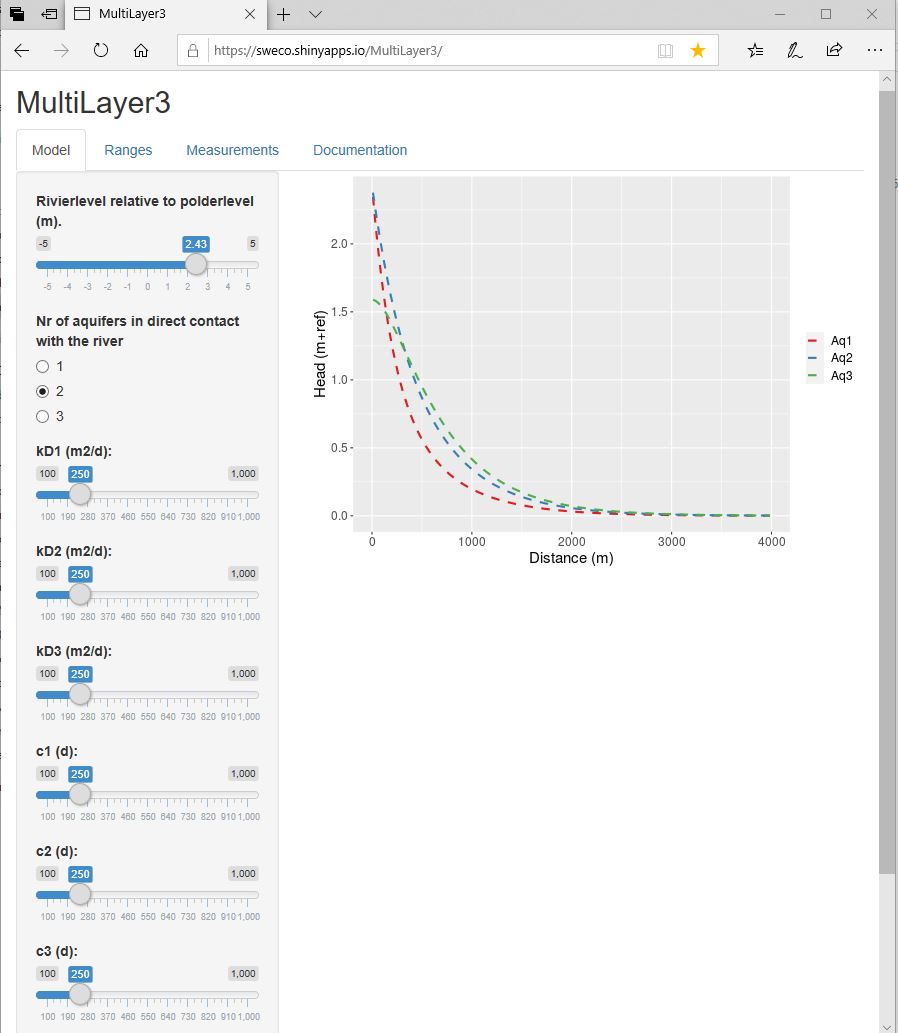 MultiLayer3
https://sweco.shinyapps.io/MultiLayer3/
MultiLayer3
Model Ranges Measurements Documentation
Rivierlevel relative to polderlevel
(m).
-5 2.43 5
-5 -4 -3 -2 -1 0 1 2 3 4 5
Nr of aquifers in direct contact
with the river
1
2
3
kD1 (m2/d):
100 250 1,000
100 190 280 370 460 550 640 730 820 910 1,000
kD2 (m2/d):
100 250 1,000
100 190 280 370 460 550 640 730 820 910 1,000
kD3 (m2/d):
100 250 1,000
100 190 280 370 460 550 640 730 820 910 1,000
c1 (d):
100 250 1,000
100 190 280 370 460 550 640 730 820 910 1,000
c2 (d):
100 250 1,000
100 190 280 370 460 550 640 730 820 910 1,000
c3 (d):
100 250 1,000
100 190 280 370 460 550 640 730 820 910 1,000
Head (m+ref)
2.0
1.5
1.0
0.5
0.0
0 1000 2000 3000 4000
Distance (m)
Aq1
Aq2
Aq3